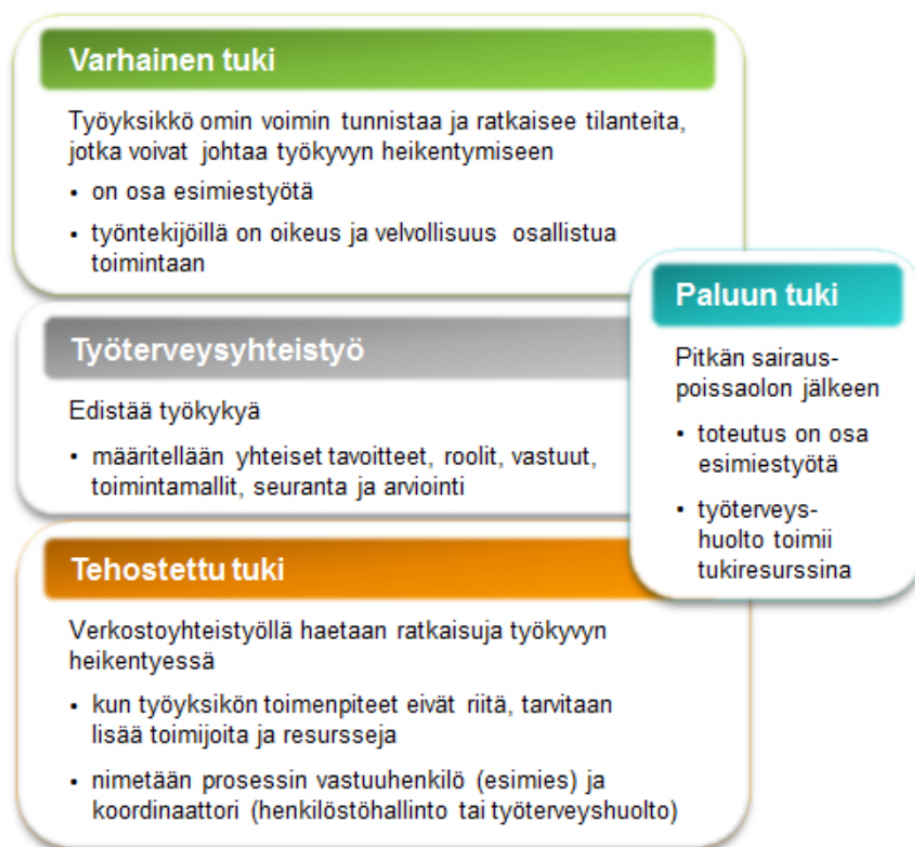 Varhainen tuki
Työyksikkö omin voimin tunnistaa ja ratkaisee tilanteita,
jotka voivat johtaa työkyvyn heikentymiseen
• on osa esimiestyötä
• työntekijöillä on oikeus ja velvollisuus osallistua
toimintaan
Työterveysyhteistyö
Edistää työkykyä
• määritellään yhteiset tavoitteet, roolit, vastuut,
toimintamallit, seuranta ja arviointi
Paluun tuki
Pitkän sairaus-
poissaolon jälkeen
• toteutus on osa
esimiestyötä
• työterveys-
huolto toimii
tukiresurssina
Tehostettu tuki
Verkostoyhteistyöllä haetaan ratkaisuja työkyvyn
heikentyessä
• kun työyksikön toimenpiteet eivät riitä, tarvitaan
lisää toimijoita ja resursseja
• nimetään prosessin vastuuhenkilö (esimies) ja
koordinaattori (henkilöstöhallinto tai työterveyshuolto)